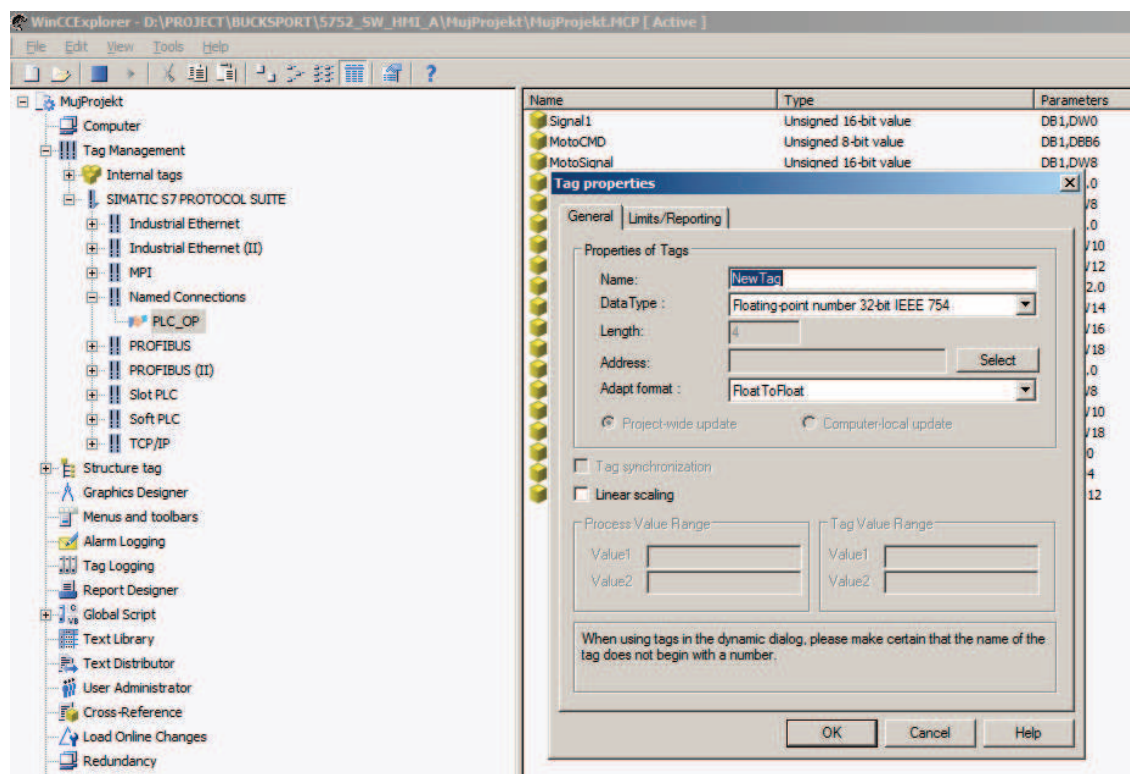 WinCCExplorer - D:\PROJECT\BUCKSPORT\5752_SW_HMI_A\MujProjekt\MujProjekt.MCP [ Active ]
File Edit View Tools Help
MujProjekt
Computer
Tag Management
Internal tags
SIMATIC S7 PROTOCOL SUITE
Industrial Ethernet
Industrial Ethernet (II)
MPI
Named Connections
PLC_OP
PROFIBUS
PROFIBUS (II)
Slot PLC
Soft PLC
TCP/IP
Structure tag
Graphics Designer
Menus and toolbars
Alarm Logging
Tag Logging
Report Designer
Global Script
Text Library
Text Distributor
User Administrator
Cross-Reference
Load Online Changes
Redundancy
Name Type Parameters
Signal1 Unsigned 16-bit value DB1,DW0
MotoCMD Unsigned 8-bit value DB1,DBB6
MotoSignal Unsigned 16-bit value DB1,DW8
Tag properties
General Limits/Reporting
Properties of Tags
Name: NewTag
DataType : Floating-point number 32-bit IEEE 754
Length: 4
Address: Select
Adapt format : FloatToFloat
Project-wide update Computer-local update
Tag synchronization
Linear scaling
Process Value Range Tag Value Range
Value1 Value1
Value2 Value2
When using tags in the dynamic dialog, please make certain that the name of the
tag does not begin with a number.
OK Cancel Help